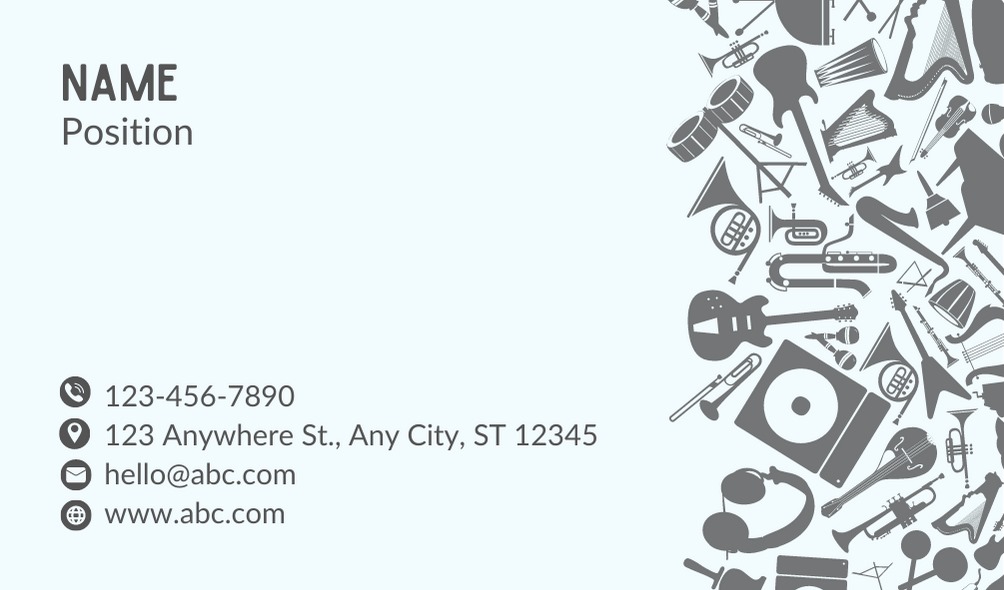 NAME
Position
123-456-7890
123 Anywhere St., Any City, ST 12345
hello@abc.com
www.abc.com